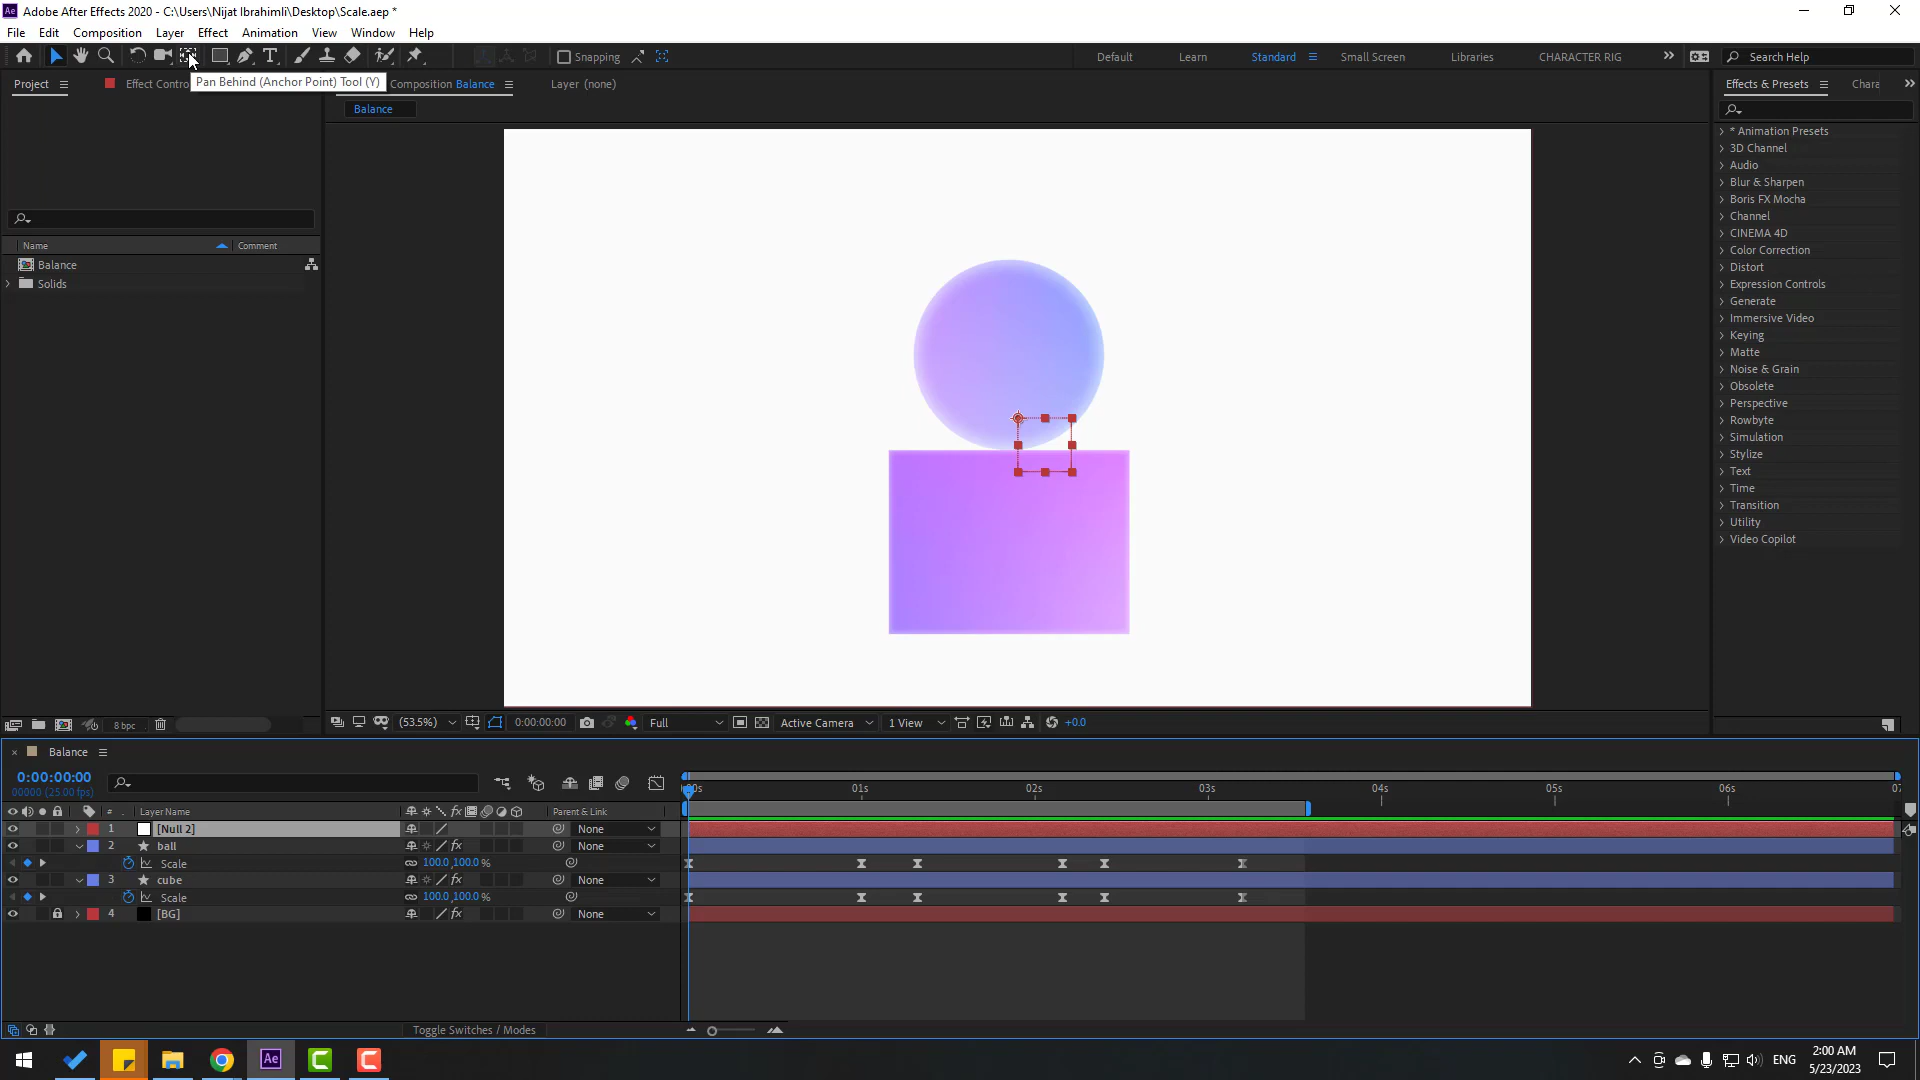 Adobe After Effects 2020 - C:\Users\Nijat Ibrahimli\Desktop\Scale.aep *
File Edit Composition Layer Effect Animation View Window Help
Snapping Default Learn Standard Small Screen Libraries CHARACTER RIG Search Help
Project Effect Contro Pan Behind (Anchor Point) Tool (Y) Composition Balance Layer (none) Effects & Presets Chara
Balance
* Animation Presets
3D Channel
Audio
Blur & Sharpen
Boris FX Mocha
Channel
CINEMA 4D
Color Correction
Distort
Expression Controls
Generate
Immersive Video
Keying
Matte
Noise & Grain
Obsolete
Perspective
Rowbyte
Simulation
Stylize
Text
Time
Transition
Utility
Video Copilot
Name Comment
Balance
Solids
8 bpc (53.5%) 0:00:00:00 Full Active Camera 1 View +0.0
Balance
0:00:00:00
00000 (25.00 fps)
01s 02s 03s 04s 05s 06s 07
# . Layer Name Parent & Link
1 [Null 2] None
2 ball None
Scale 100.0,100.0 %
3 cube None
Scale 100.0,100.0 %
4 [BG] None
Toggle Switches / Modes
Ae ENG 2:00 AM
5/23/2023